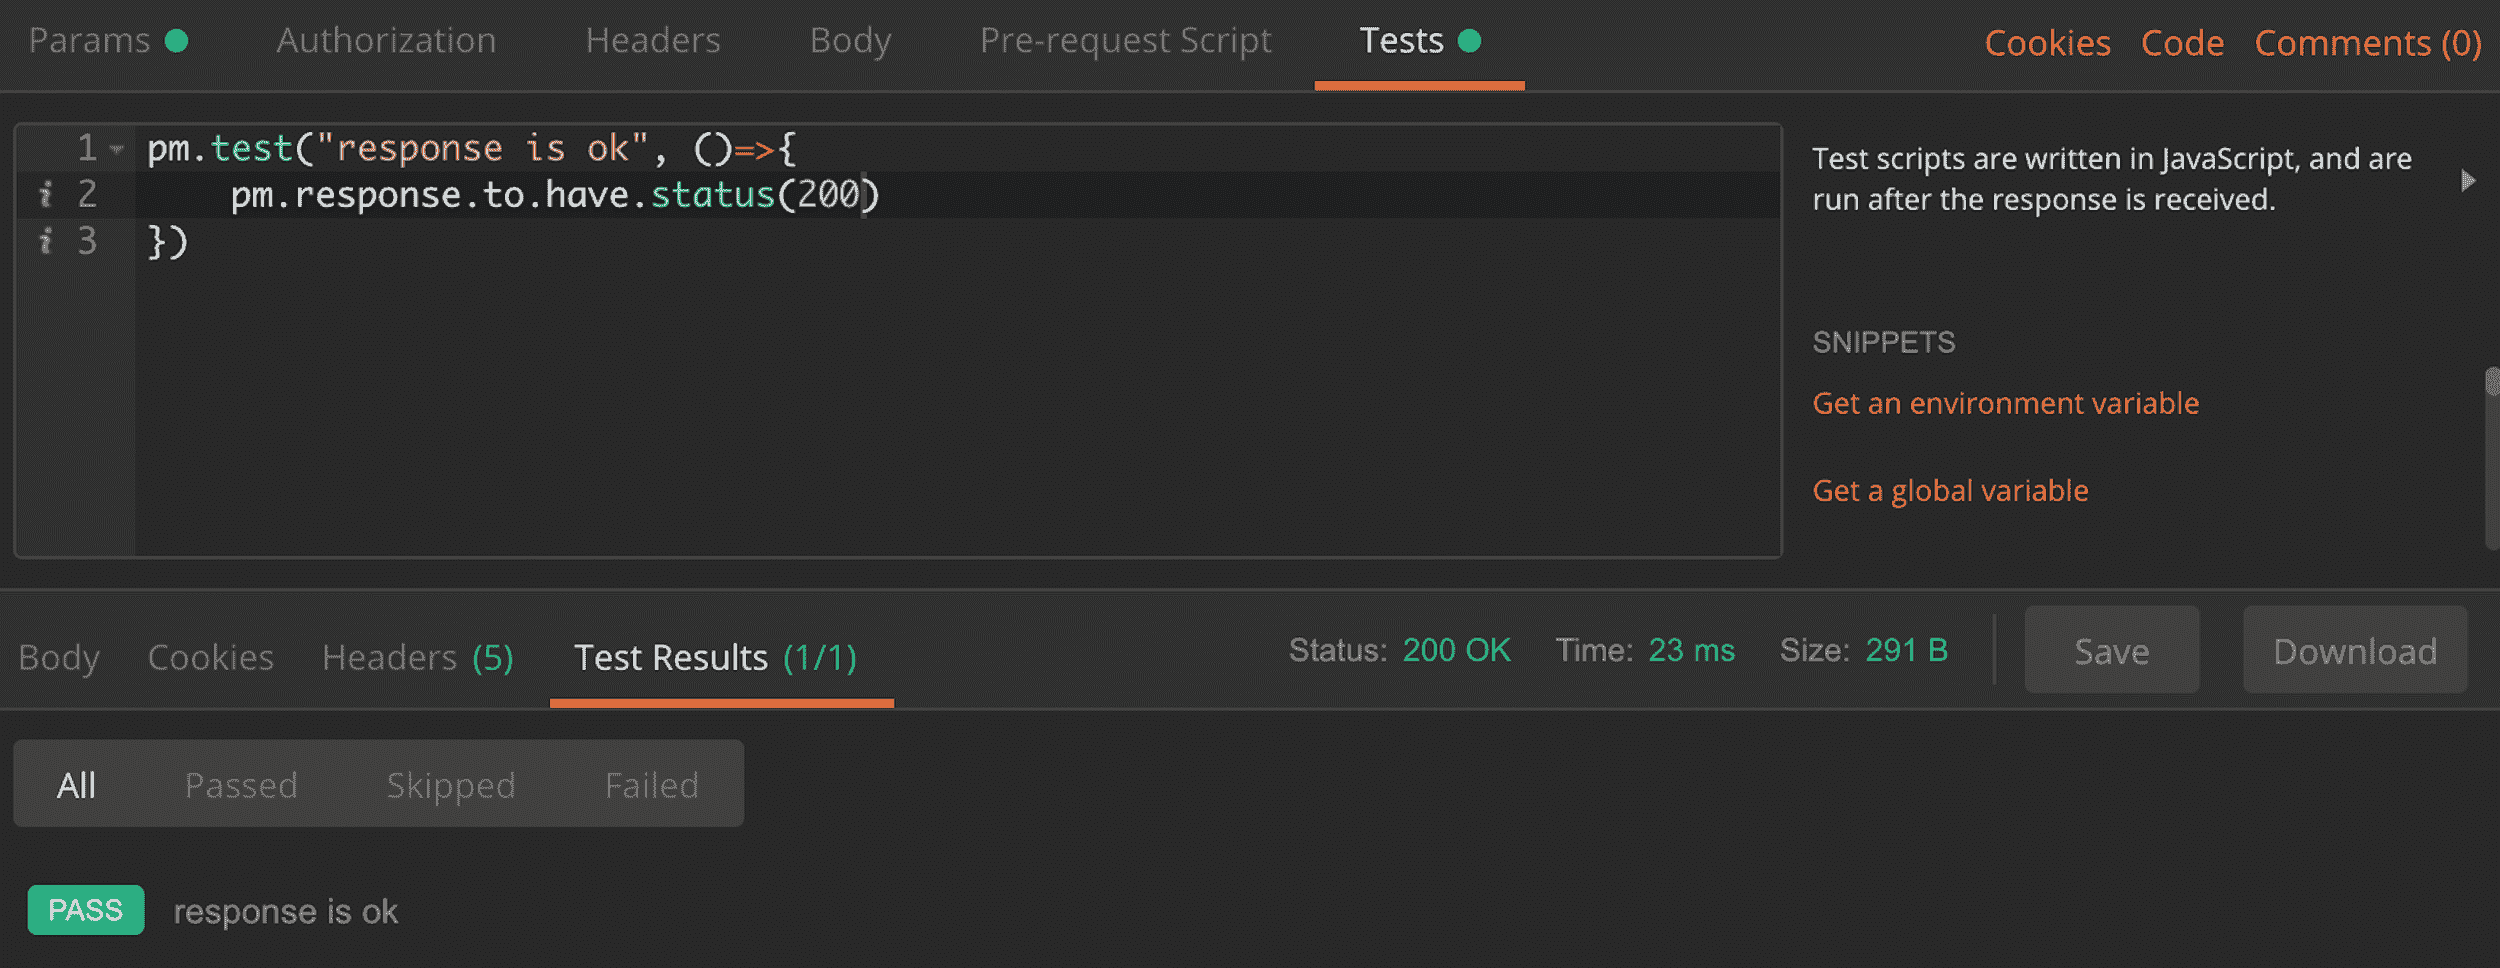 Params Authorization Headers Body Pre-request Script Tests Cookies Code Comments (0)
1 pm.test("response is ok", ()=>{
i 2 pm.response.to.have.status(200)
i 3 })
Test scripts are written in JavaScript, and are
run after the response is received.
SNIPPETS
Get an environment variable
Get a global variable
Body Cookies Headers (5) Test Results (1/1) Status: 200 OK Time: 23 ms Size: 291 B Save Download
All Passed Skipped Failed
PASS response is ok